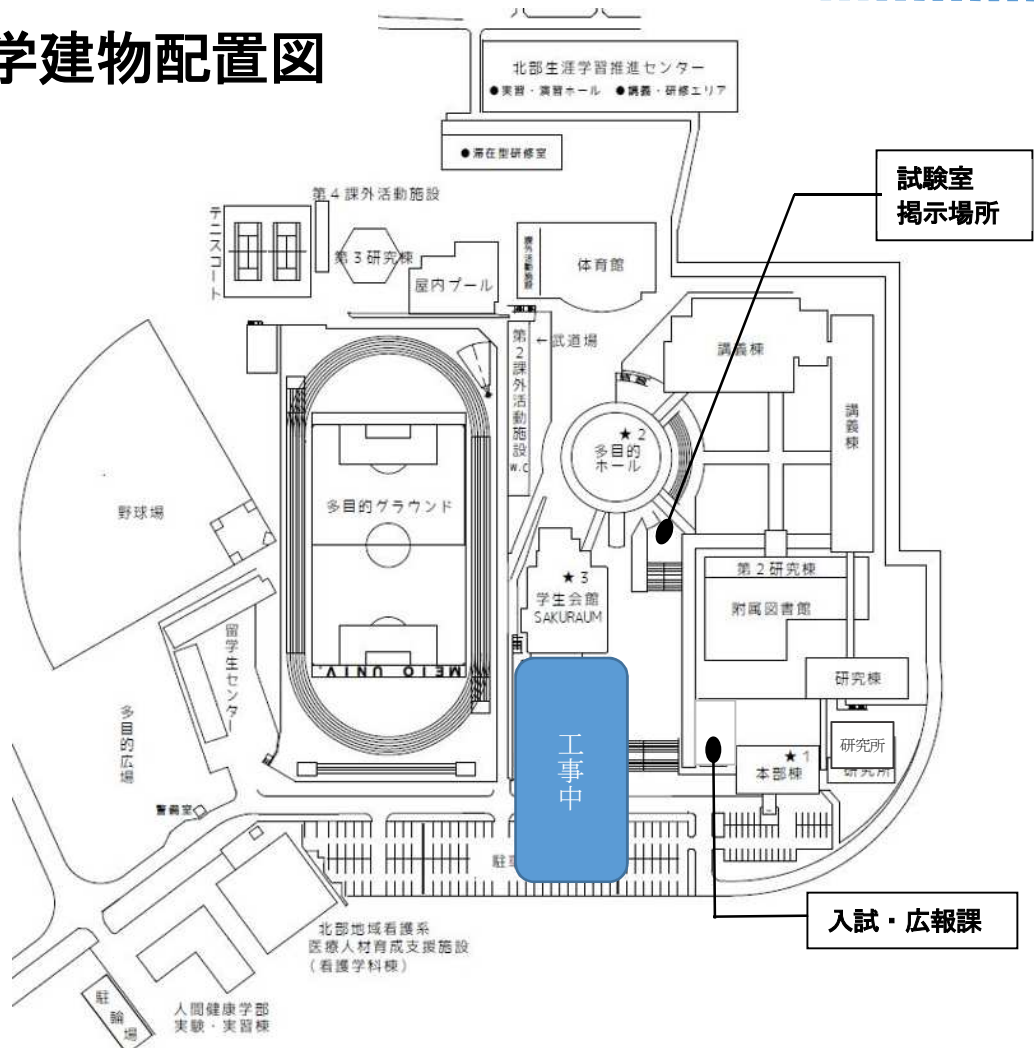 学建物配置図
北部生涯学習推進センター
●実習・演習ホール ●講義・研修エリア
●滞在型研修室
試験室
掲示場所
第4課外活動施設
テニスコート
第3研究棟
屋内プール
課外活動施設
体育館
第2課外活動施設
W.C
←武道場
講義棟
講義棟
★2
多目的
ホール
野球場
多目的グラウンド
★3
学生会館
SAKURAUM
第2研究棟
附属図書館
留学生センター
MEIO UNIV.
研究棟
多目的広場
工事中
★1
本部棟
研究所
研究所
警備室
駐
入試・広報課
北部地域看護系
医療人材育成支援施設
(看護学科棟)
駐輪場
人間健康学部
実験・実習棟